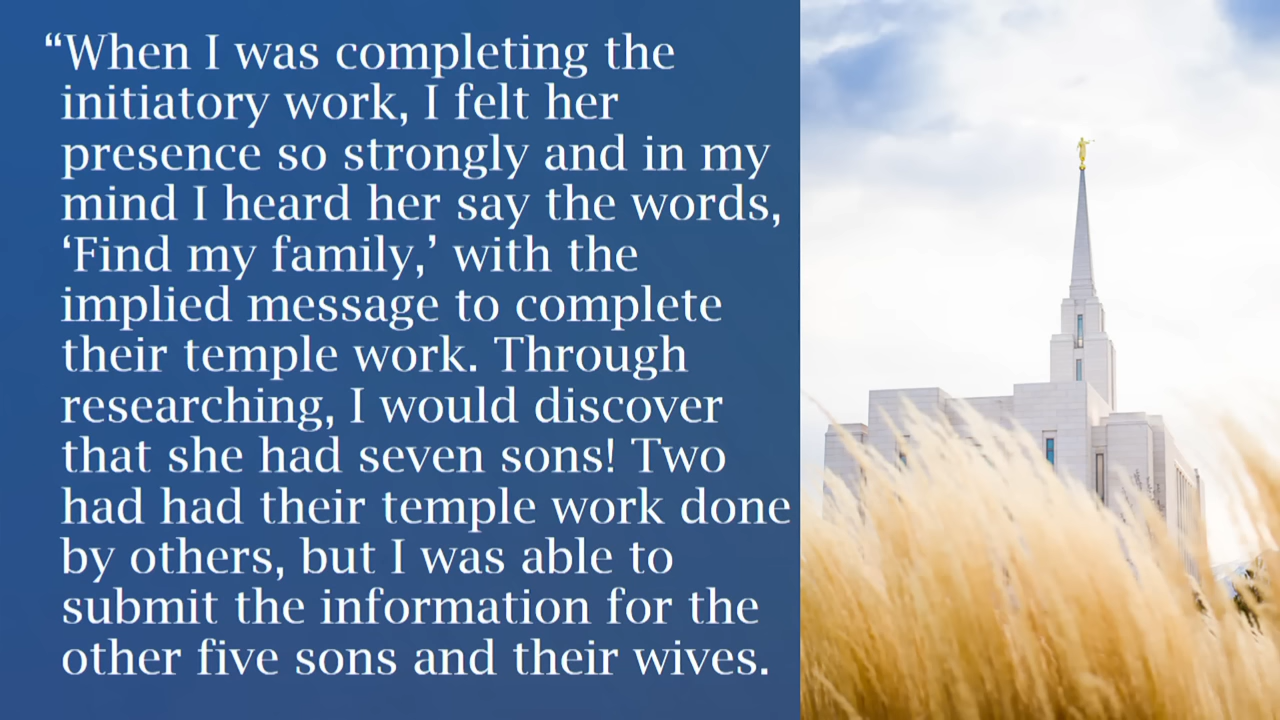 “When I was completing the
initiatory work, I felt her
presence so strongly and in my
mind I heard her say the words,
‘Find my family,’ with the
implied message to complete
their temple work. Through
researching, I would discover
that she had seven sons! Two
had had their temple work done
by others, but I was able to
submit the information for the
other five sons and their wives.